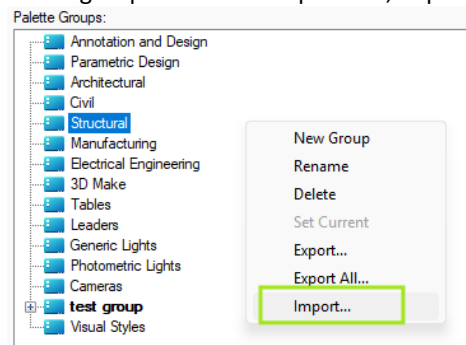 Palette Groups:
Annotation and Design
Parametric Design
Architectural
Civil
Structural
Manufacturing
Electrical Engineering
3D Make
Tables
Leaders
Generic Lights
Photometric Lights
Cameras
test group
Visual Styles
New Group
Rename
Delete
Set Current
Export...
Export All...
Import...